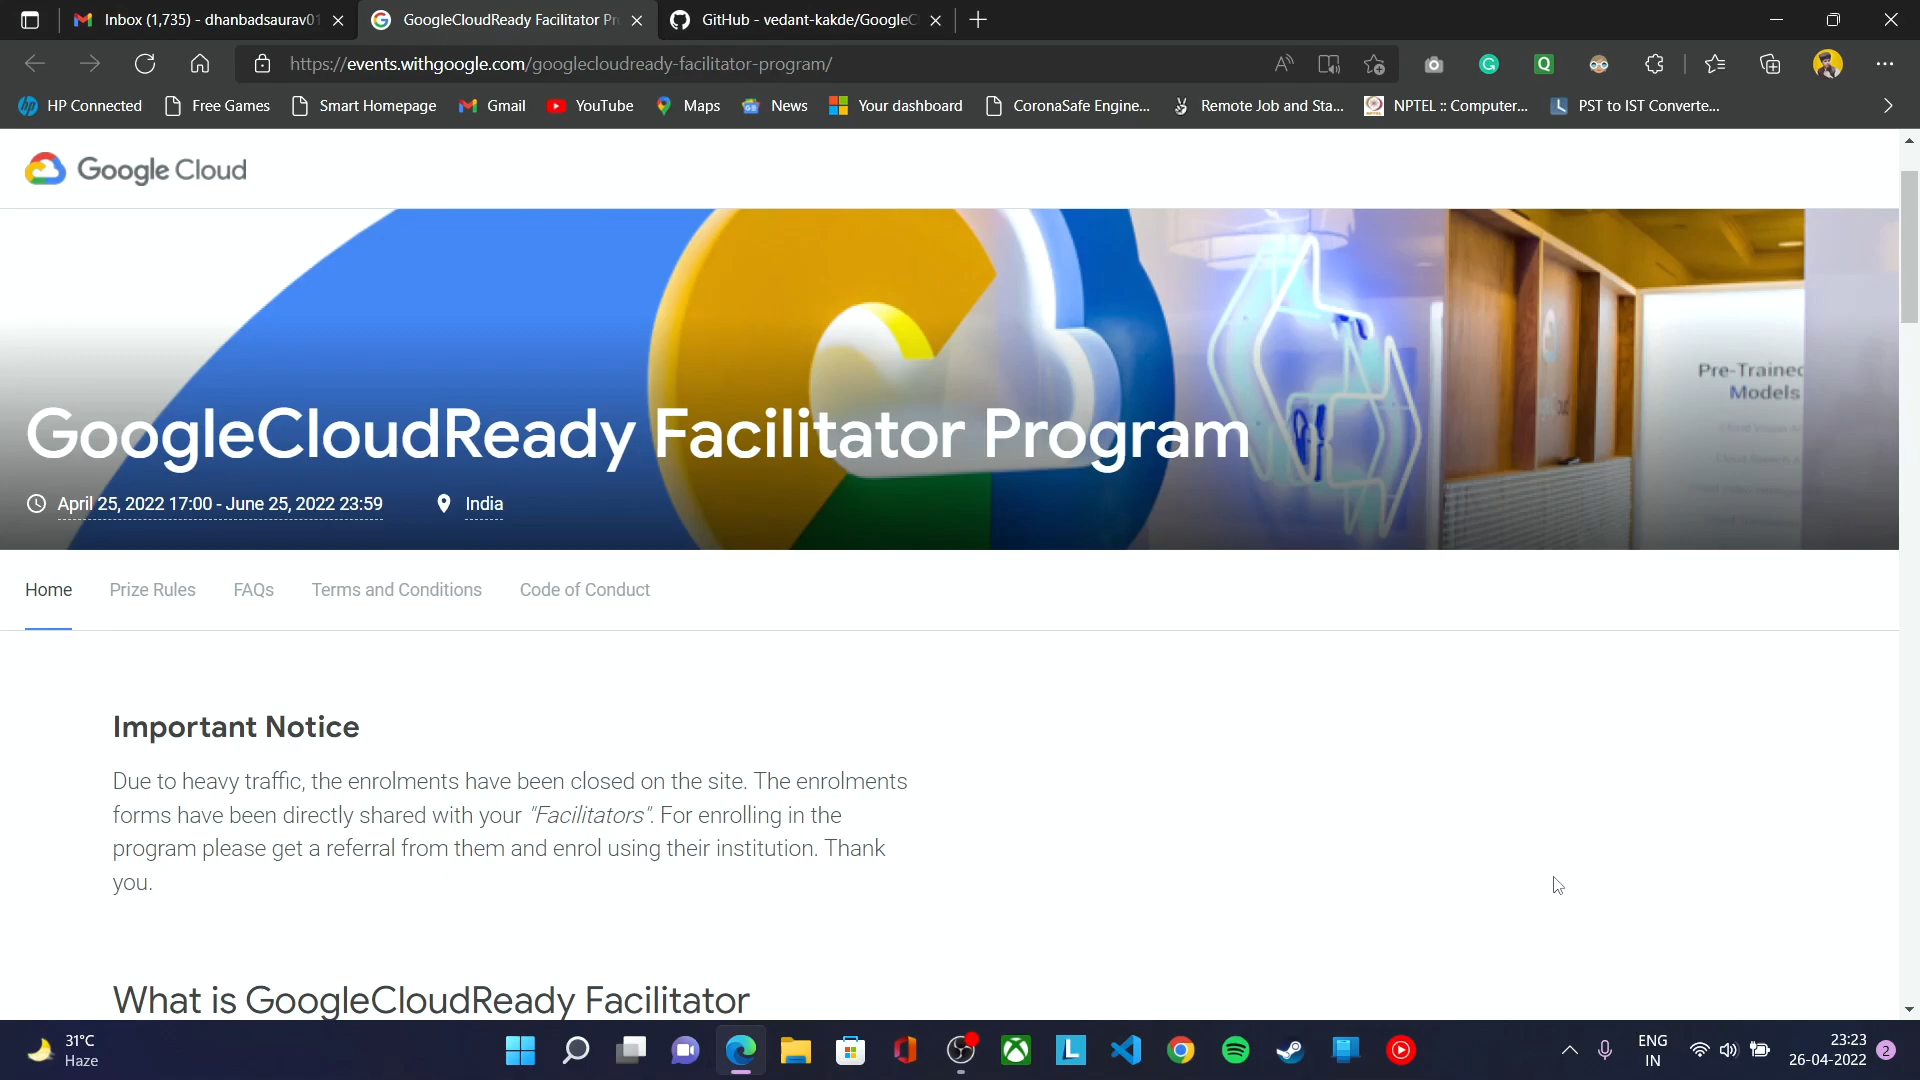 Inbox (1,735) - dhanbadsaurav01
GoogleCloudReady Facilitator Pr
GitHub - vedant-kakde/GoogleC
https://events.withgoogle.com/googlecloudready-facilitator-program/
HP Connected
Free Games
Smart Homepage
Gmail
YouTube
Maps
News
Your dashboard
CoronaSafe Engine...
Remote Job and Sta...
NPTEL :: Computer...
PST to IST Converte...
Google Cloud
Pre-Trained
Models
GoogleCloudReady Facilitator Program
April 25, 2022 17:00 - June 25, 2022 23:59
India
Home
Prize Rules
FAQs
Terms and Conditions
Code of Conduct
Important Notice
Due to heavy traffic, the enrolments have been closed on the site. The enrolments
forms have been directly shared with your "Facilitators". For enrolling in the
program please get a referral from them and enrol using their institution. Thank
you.
What is GoogleCloudReady Facilitator
31°C
Haze
ENG
IN
23:23
26-04-2022
2